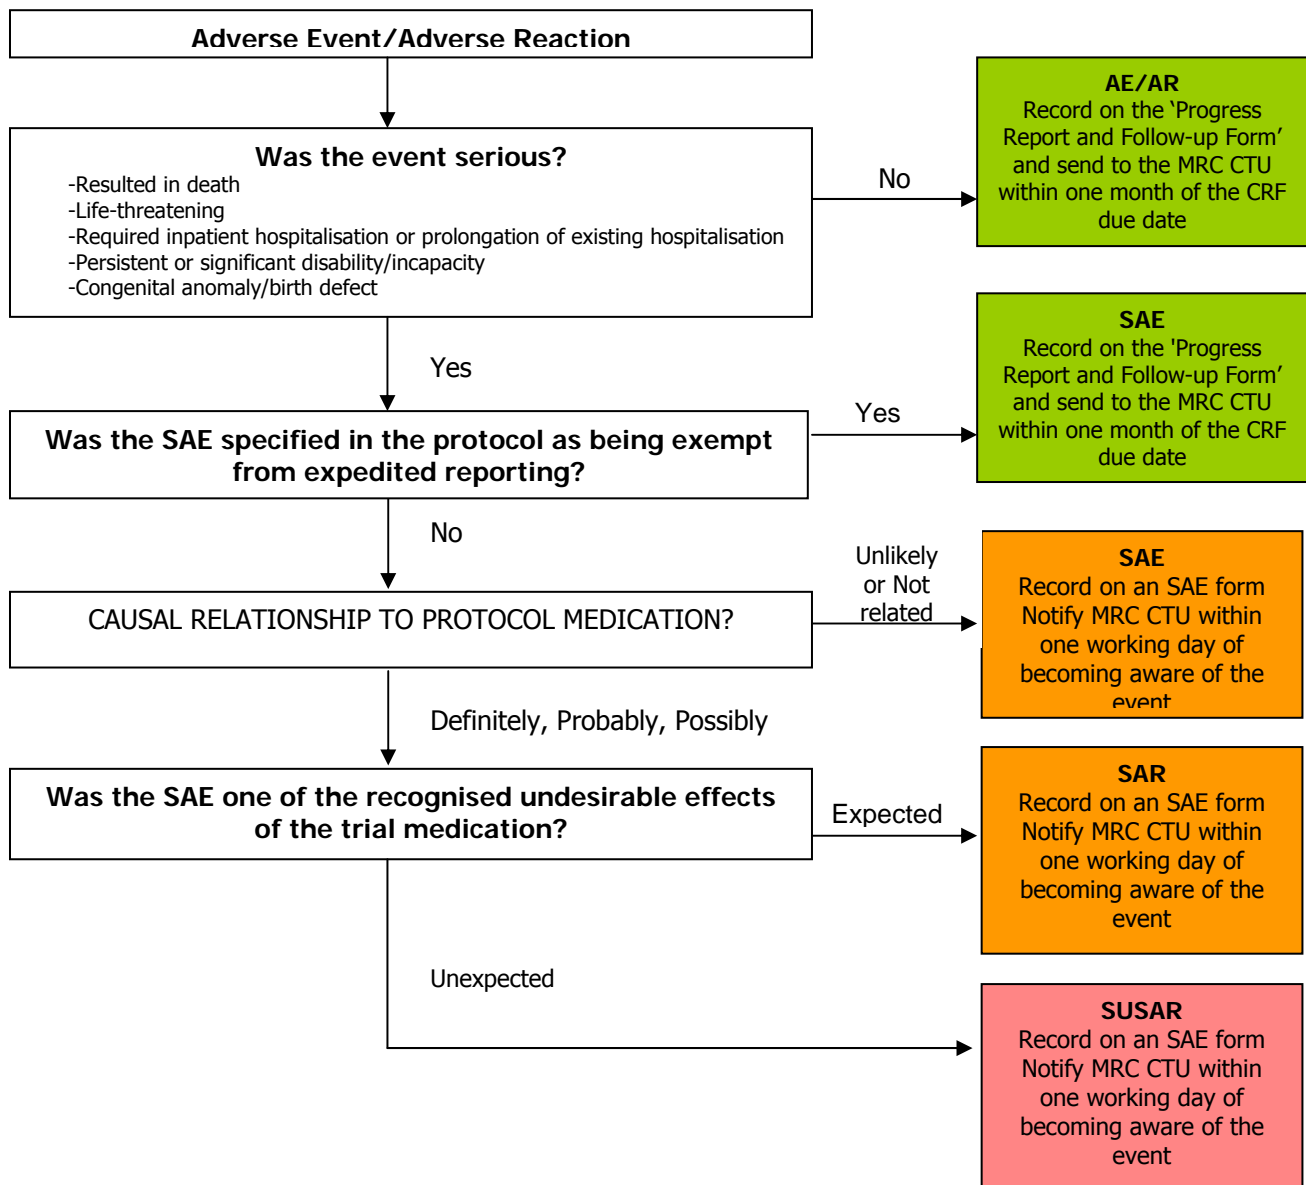 Adverse Event/Adverse Reaction
Was the event serious?
-Resulted in death
-Life-threatening
-Required inpatient hospitalisation or prolongation of existing hospitalisation
-Persistent or significant disability/incapacity
-Congenital anomaly/birth defect
No
AE/AR
Record on the ‘Progress
Report and Follow-up Form’
and send to the MRC CTU
within one month of the CRF
due date
Yes
Was the SAE specified in the protocol as being exempt
from expedited reporting?
Yes
SAE
Record on the 'Progress
Report and Follow-up Form’
and send to the MRC CTU
within one month of the CRF
due date
No
CAUSAL RELATIONSHIP TO PROTOCOL MEDICATION?
Unlikely
or Not
related
SAE
Record on an SAE form
Notify MRC CTU within
one working day of
becoming aware of the
event
Definitely, Probably, Possibly
Was the SAE one of the recognised undesirable effects
of the trial medication?
Expected
SAR
Record on an SAE form
Notify MRC CTU within
one working day of
becoming aware of the
event
Unexpected
SUSAR
Record on an SAE form
Notify MRC CTU within
one working day of
becoming aware of the
event